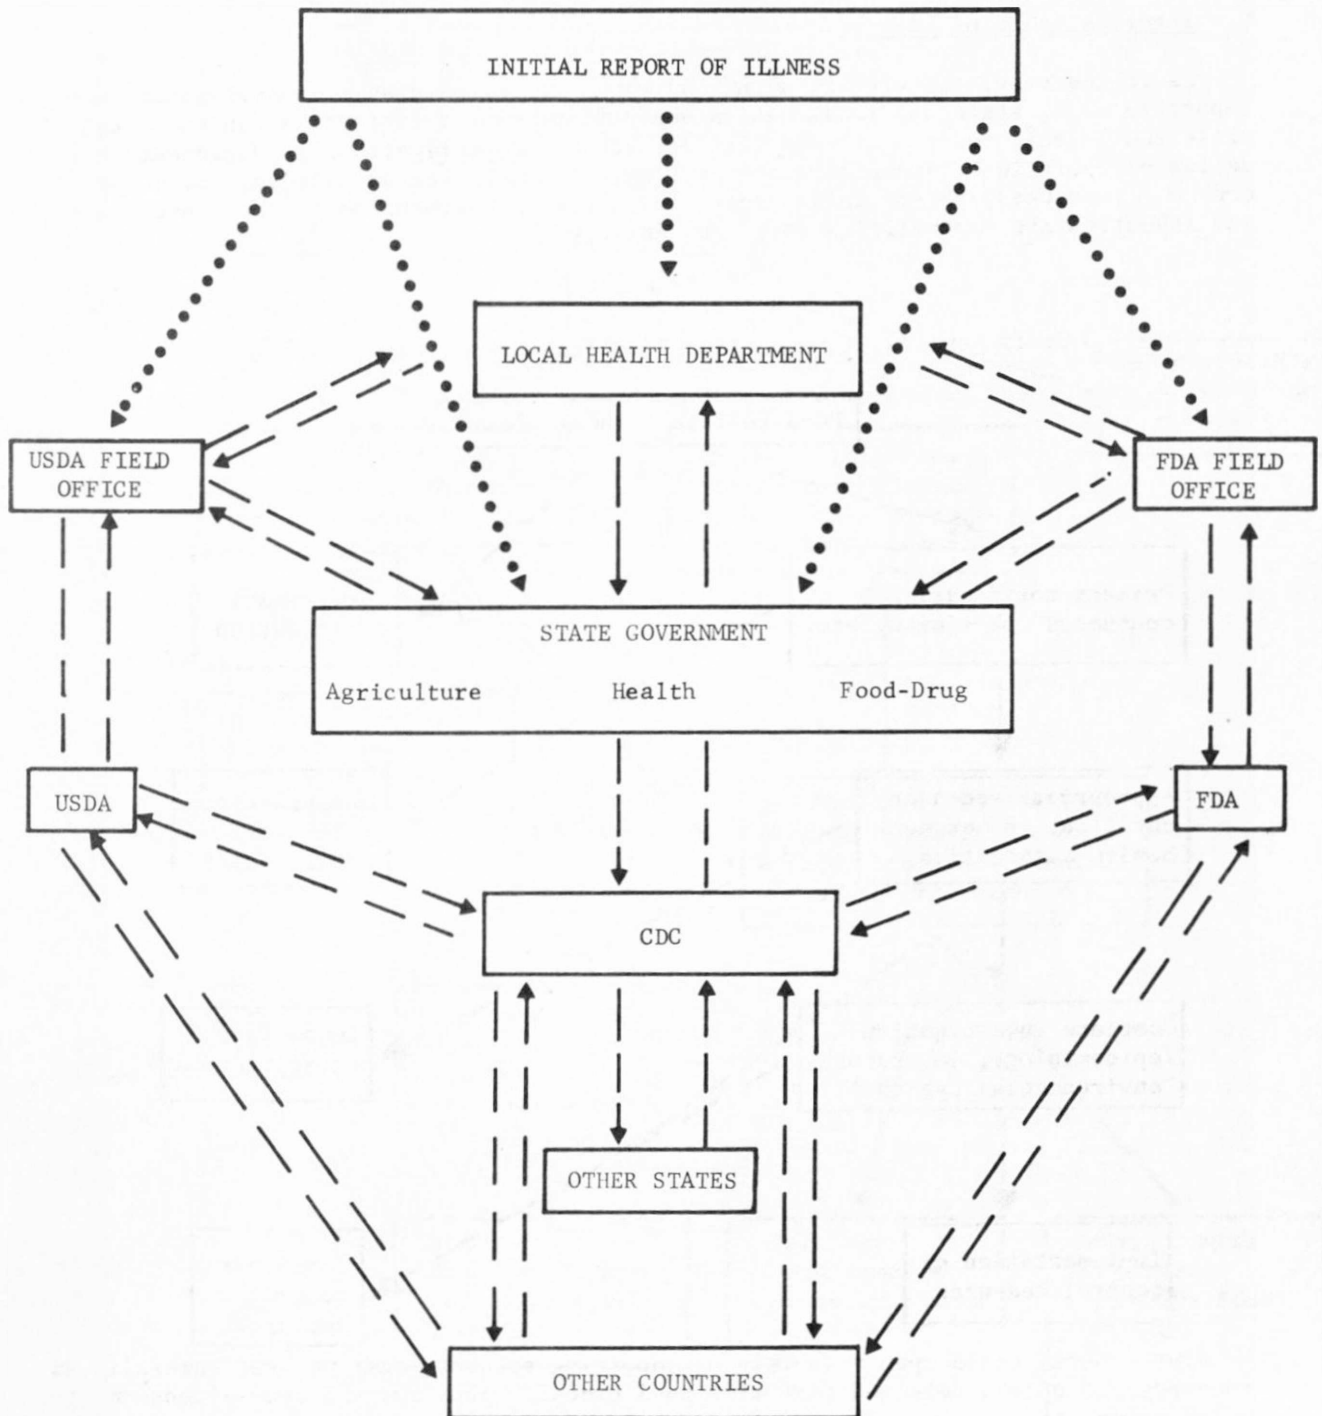 INITIAL REPORT OF ILLNESS
LOCAL HEALTH DEPARTMENT
USDA FIELD
OFFICE
FDA FIELD
OFFICE
STATE GOVERNMENT
Agriculture Health Food-Drug
USDA
FDA
CDC
OTHER STATES
OTHER COUNTRIES